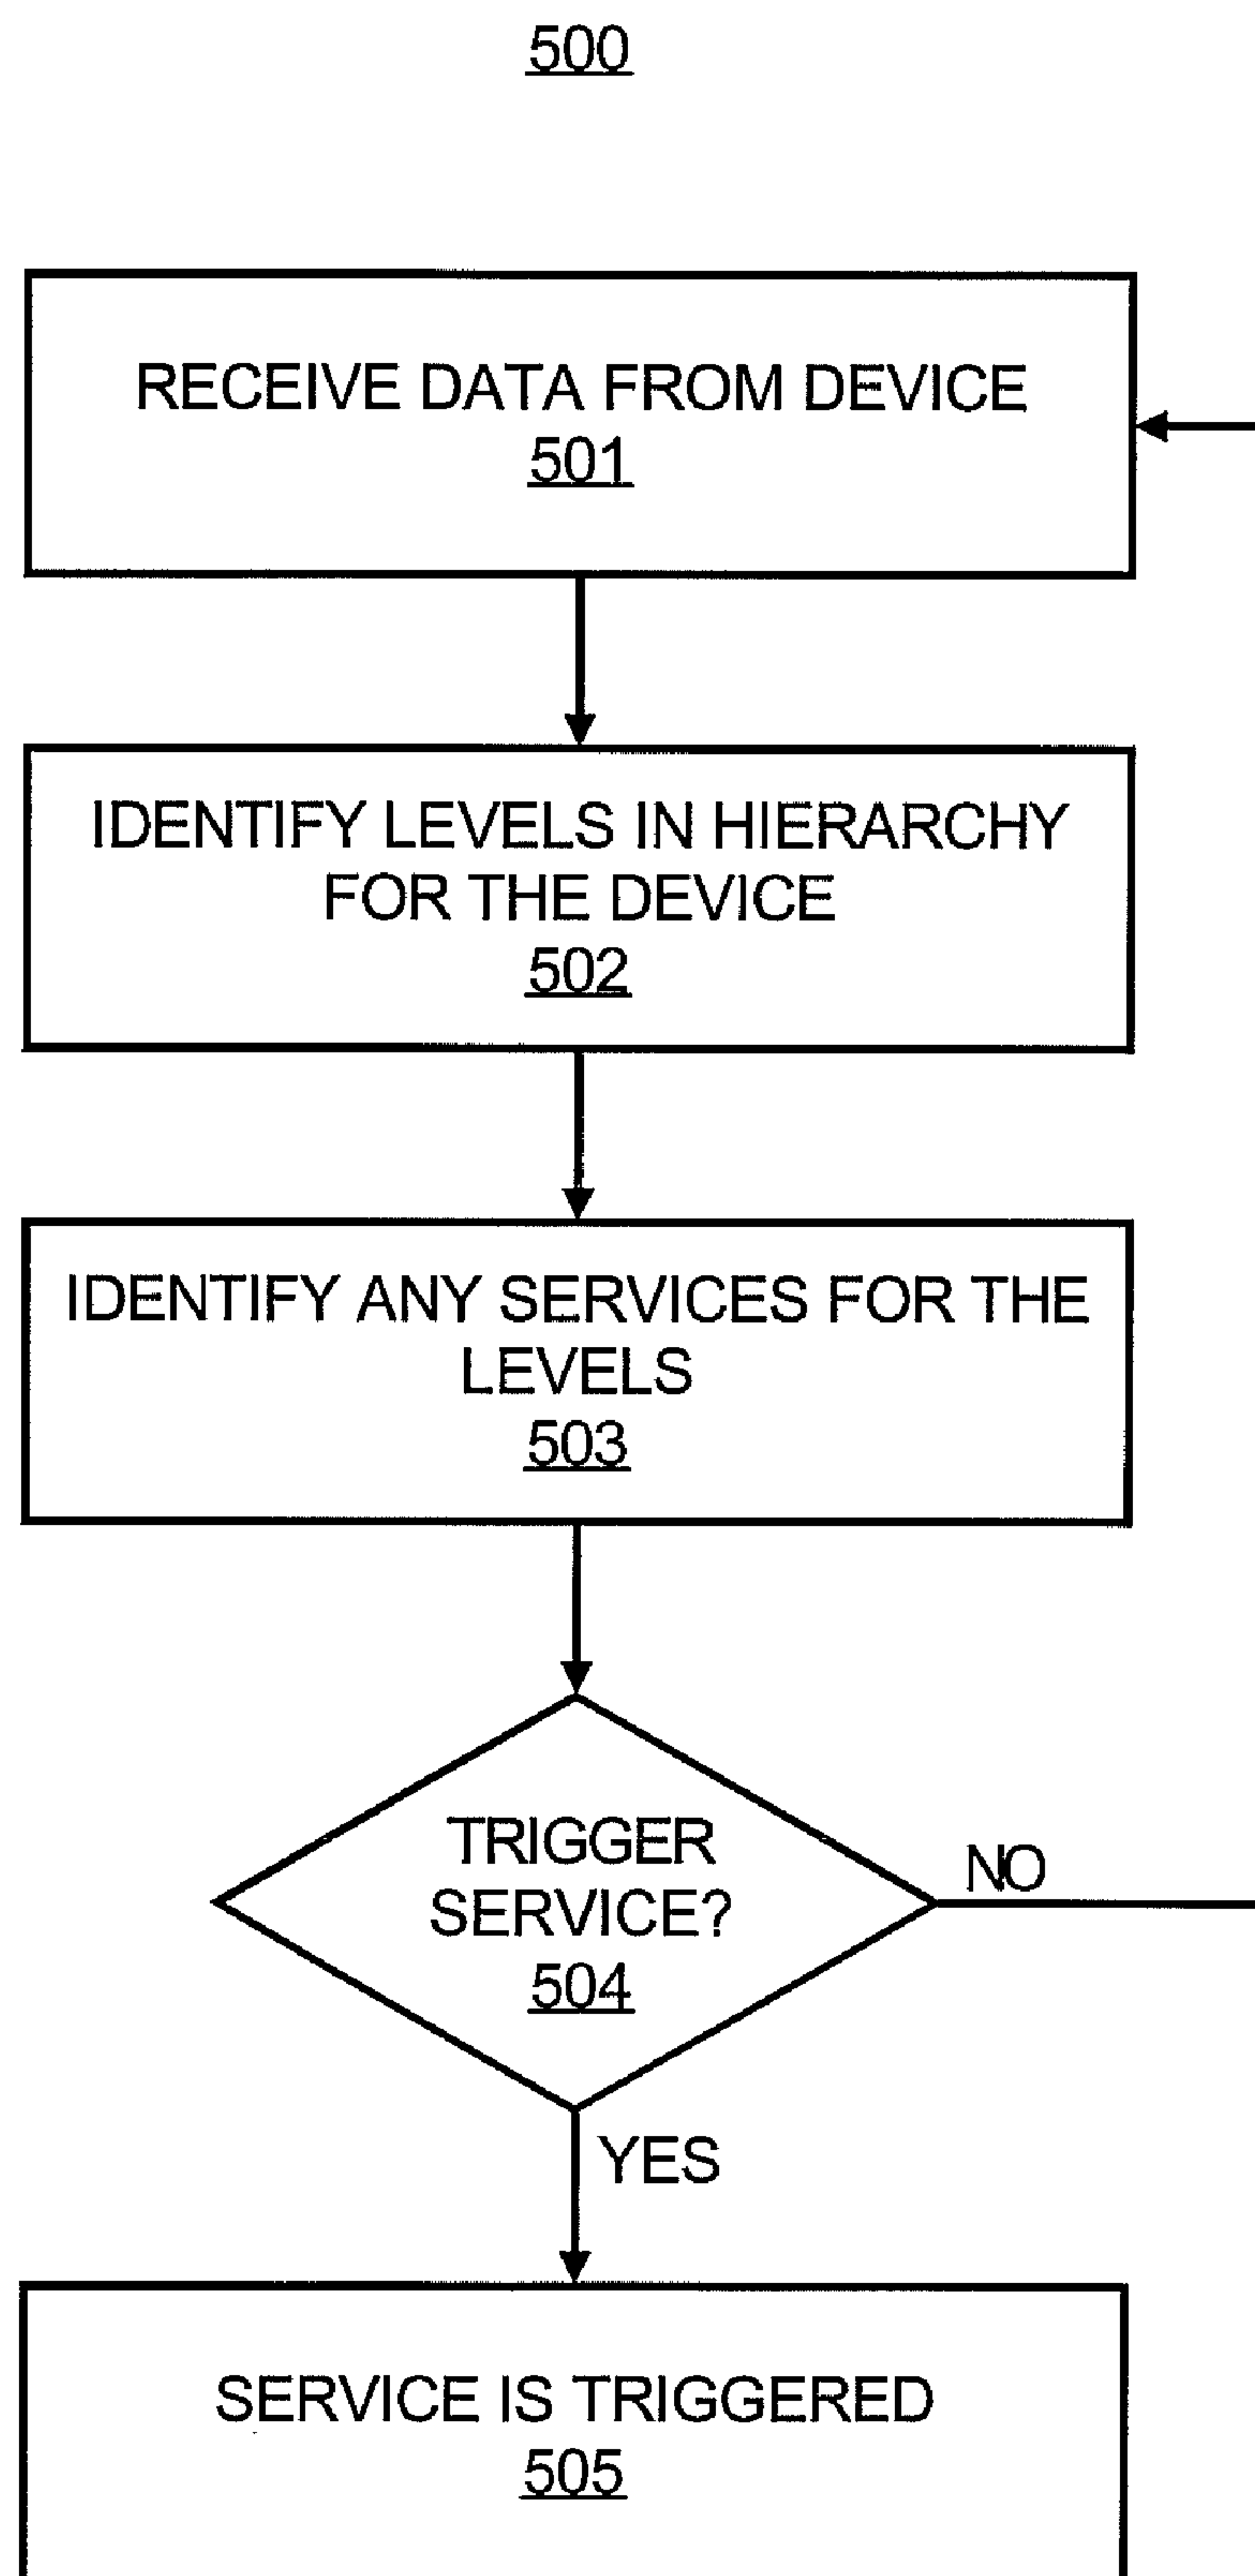 500
RECEIVE DATA FROM DEVICE
501
IDENTIFY LEVELS IN HIERARCHY
FOR THE DEVICE
502
IDENTIFY ANY SERVICES FOR THE
LEVELS
503
TRIGGER
SERVICE?
504
NO
YES
SERVICE IS TRIGGERED
505